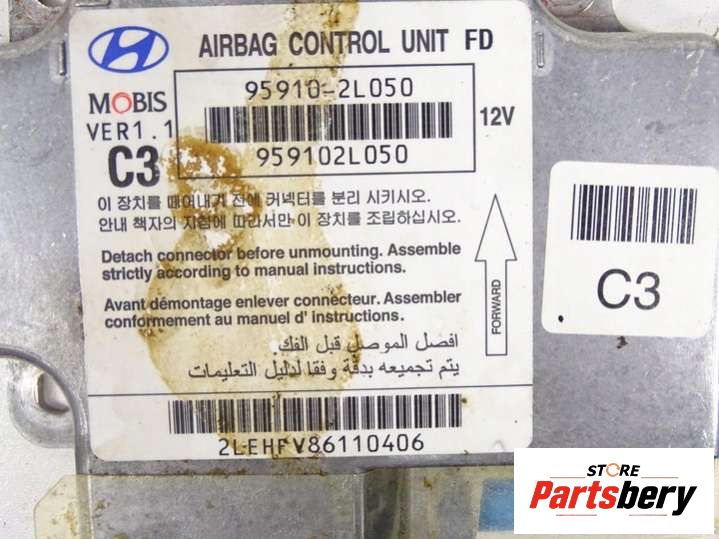 AIRBAG CONTROL UNIT FD
95910-2L050
MOBIS
VER1.1
12V
C3
959102L050
이 장치를 떼어내기 전에 커넥터를 분리 시키시오.
안내 책자의 지침에 따라서만 이 장치를 조립하십시오.
Detach connector before unmounting. Assemble
strictly according to manual instructions.
Avant démontage enlever connecteur. Assembler
conformement au manuel d' instructions.
افصل الموصل قبل الفك.
يتم تجميعه بدقة وفقا لدليل التعليمات
FORWARD
2LEHFV86110406
C3
STORE
Partsbery